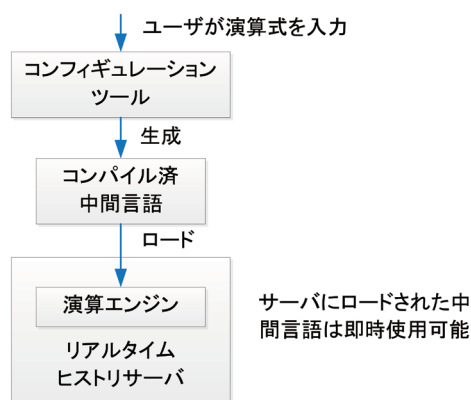 ユーザが演算式を入力
コンフィギュレーション
ツール
生成
コンパイル済
中間言語
ロード
演算エンジン
リアルタイム
ヒストリサーバ
サーバにロードされた中
間言語は即時使用可能